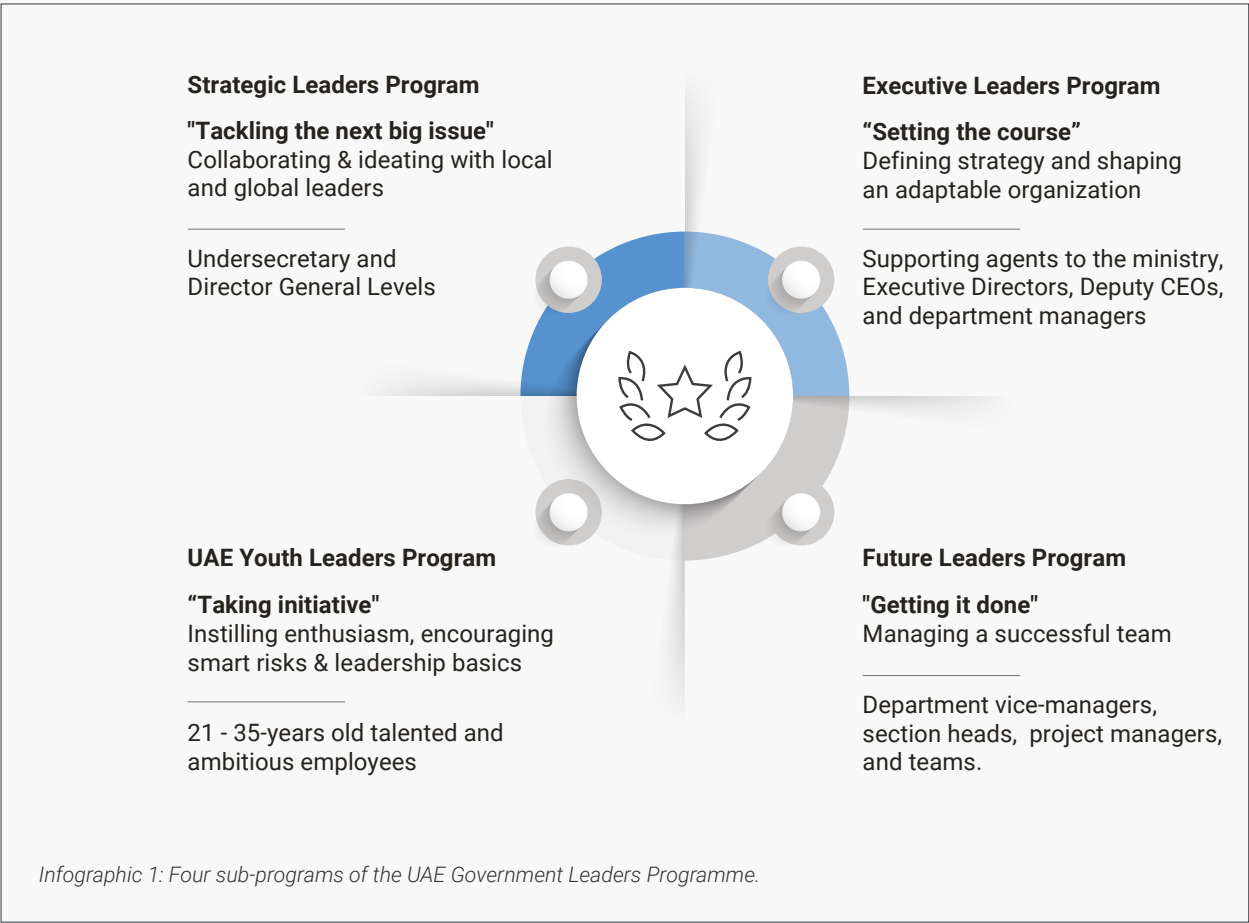 Strategic Leaders Program
"Tackling the next big issue"
Collaborating & ideating with local
and global leaders
Undersecretary and
Director General Levels
Executive Leaders Program
“Setting the course”
Defining strategy and shaping
an adaptable organization
Supporting agents to the ministry,
Executive Directors, Deputy CEOs,
and department managers
UAE Youth Leaders Program
“Taking initiative"
Instilling enthusiasm, encouraging
smart risks & leadership basics
21 - 35-years old talented and
ambitious employees
Future Leaders Program
"Getting it done"
Managing a successful team
Department vice-managers,
section heads,  project managers,
and teams.
Infographic 1: Four sub-programs of the UAE Government Leaders Programme.